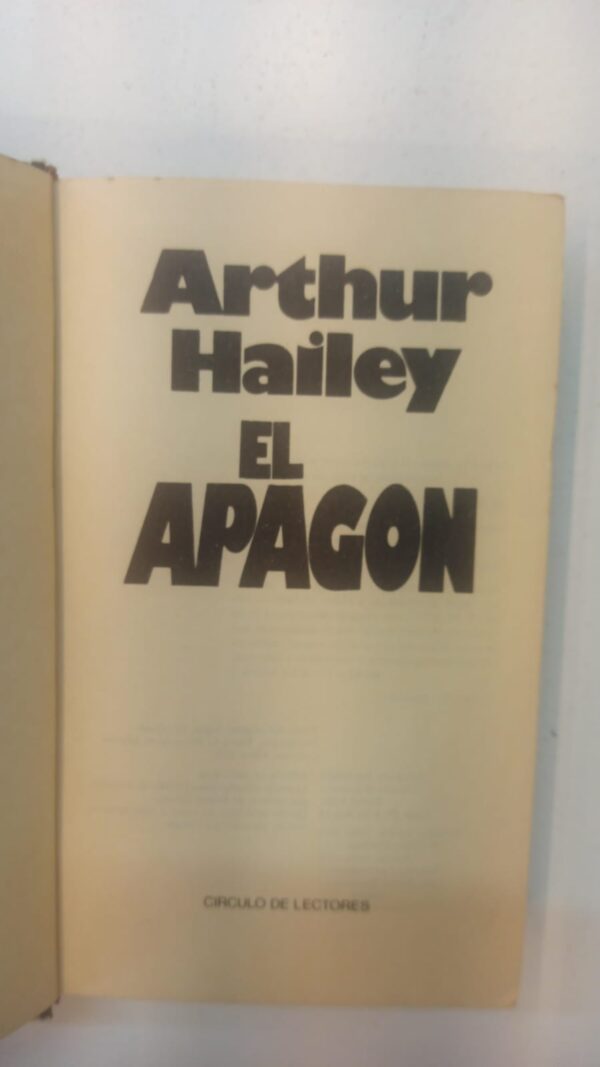 Arthur
Hailey
EL
APAGON
CIRCULO DE LECTORES